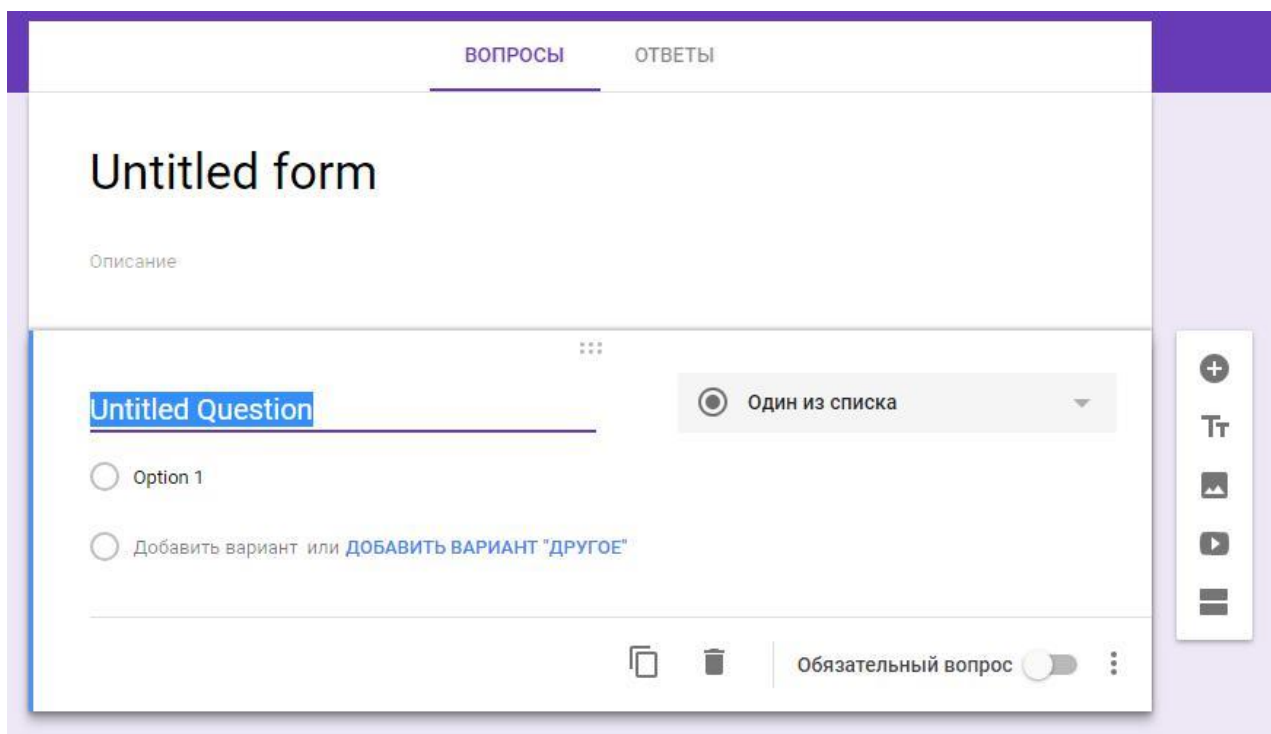 ВОПРОСЫ ОТВЕТЫ
Untitled form
Описание
Untitled Question
Один из списка
Option 1
Добавить вариант или ДОБАВИТЬ ВАРИАНТ "ДРУГОЕ"
Обязательный вопрос